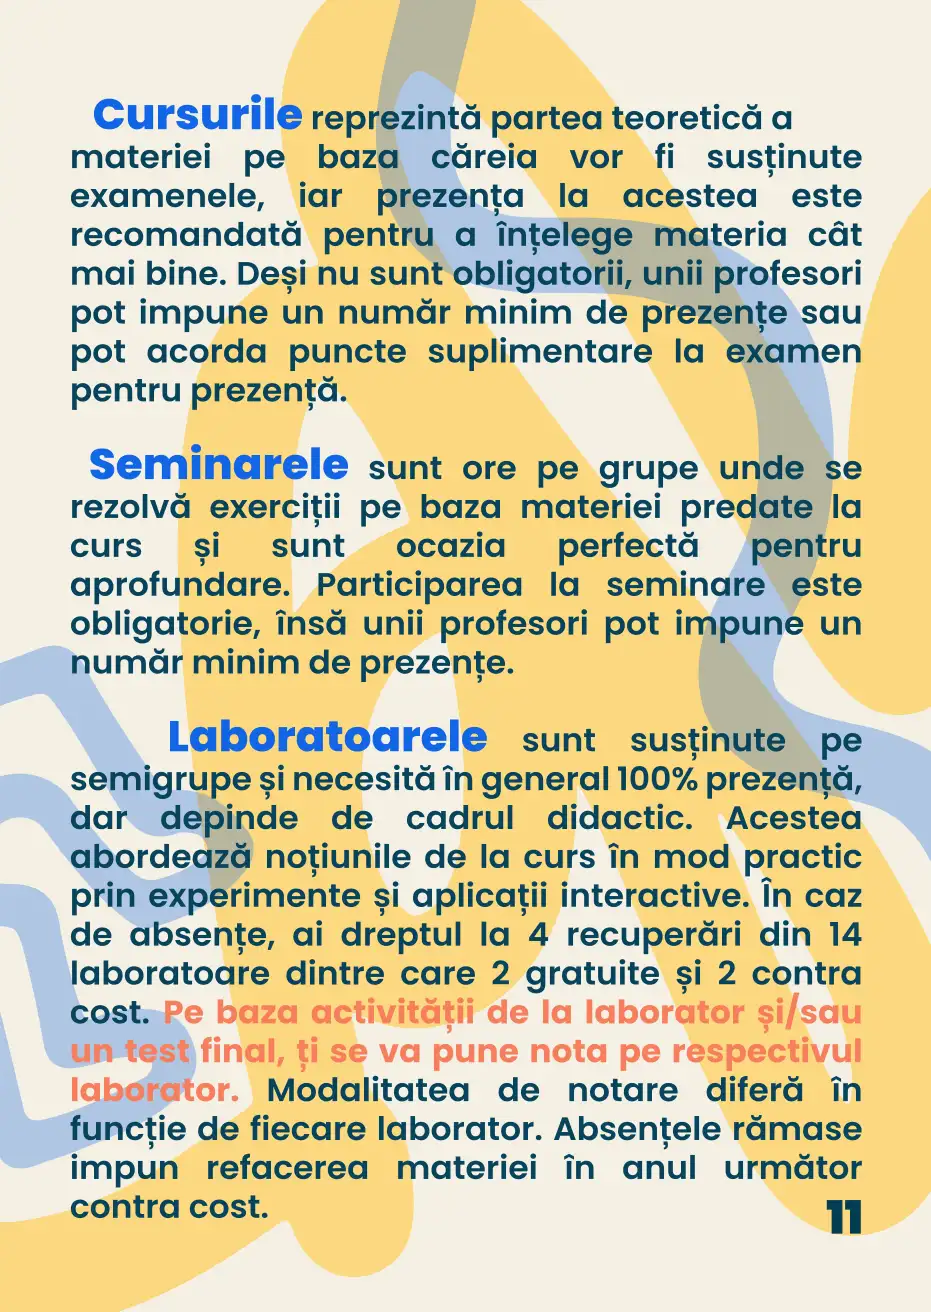 Cursurile reprezintă partea teoretică a
materiei pe baza căreia vor fi susținute
examenele, iar prezența la acestea este
recomandată pentru a înțelege materia cât
mai bine. Deși nu sunt obligatorii, unii profesori
pot impune un număr minim de prezențe sau
pot acorda puncte suplimentare la examen
pentru prezență.
Seminarele sunt ore pe grupe unde se
rezolvă exerciții pe baza materiei predate la
curs și sunt ocazia perfectă pentru
aprofundare. Participarea la seminare este
obligatorie, însă unii profesori pot impune un
număr minim de prezențe.
Laboratoarele sunt susținute pe
semigrupe și necesită în general 100% prezență,
dar depinde de cadrul didactic. Acestea
abordează noțiunile de la curs în mod practic
prin experimente și aplicații interactive. În caz
de absențe, ai dreptul la 4 recuperări din 14
laboratoare dintre care 2 gratuite și 2 contra
cost. Pe baza activității de la laborator și/sau
un test final, ți se va pune nota pe respectivul
laborator. Modalitatea de notare diferă în
funcție de fiecare laborator. Absențele rămase
impun refacerea materiei în anul următor
contra cost.
11